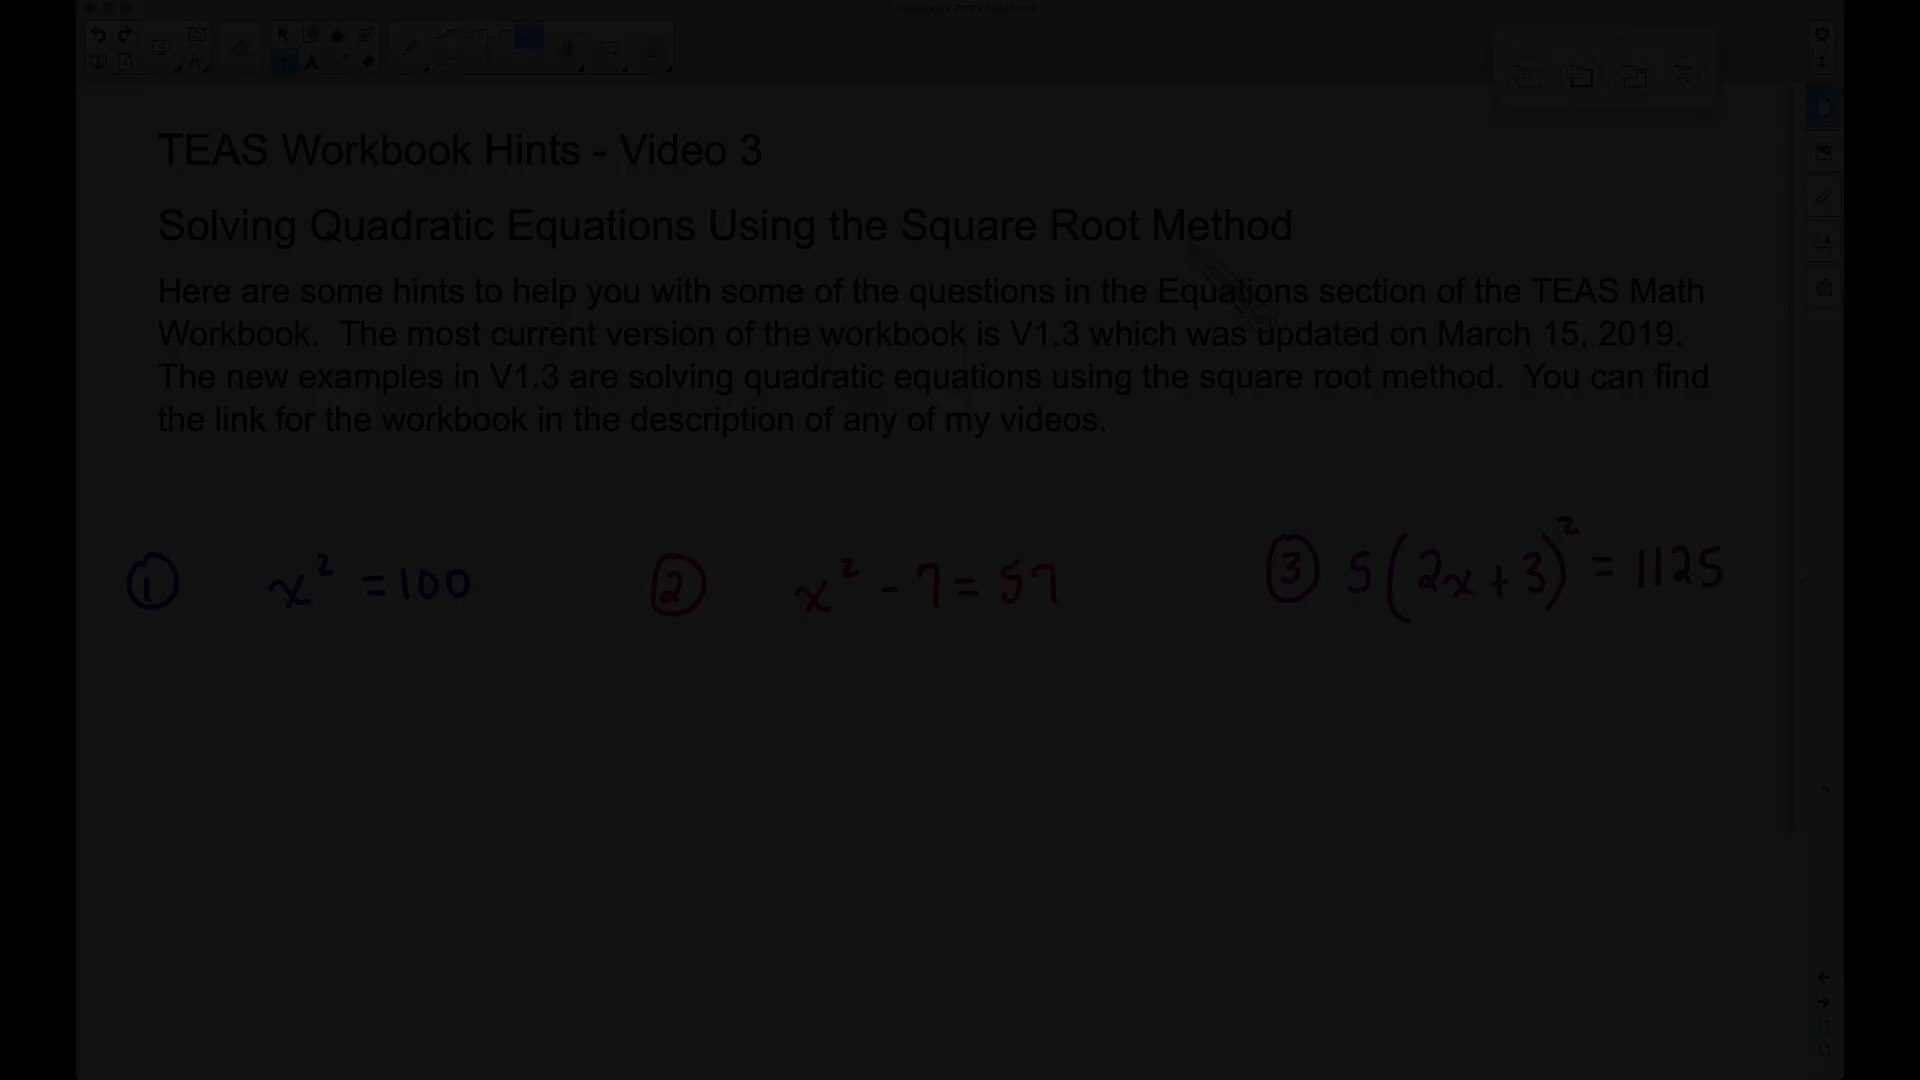 TEAS Workbook Hints - Video 3
Solving Quadratic Equations Using the Square Root Method
Here are some hints to help you with some of the questions in the Equations section of the TEAS Math
Workbook.  The most current version of the workbook is V1.3 which was updated on March 15, 2019.
The new examples in V1.3 are solving quadratic equations using the square root method.  You can find
the link for the workbook in the description of any of my videos.
① x² = 100
② x² - 7 = 57
③ 5(2x + 3)² = 1125